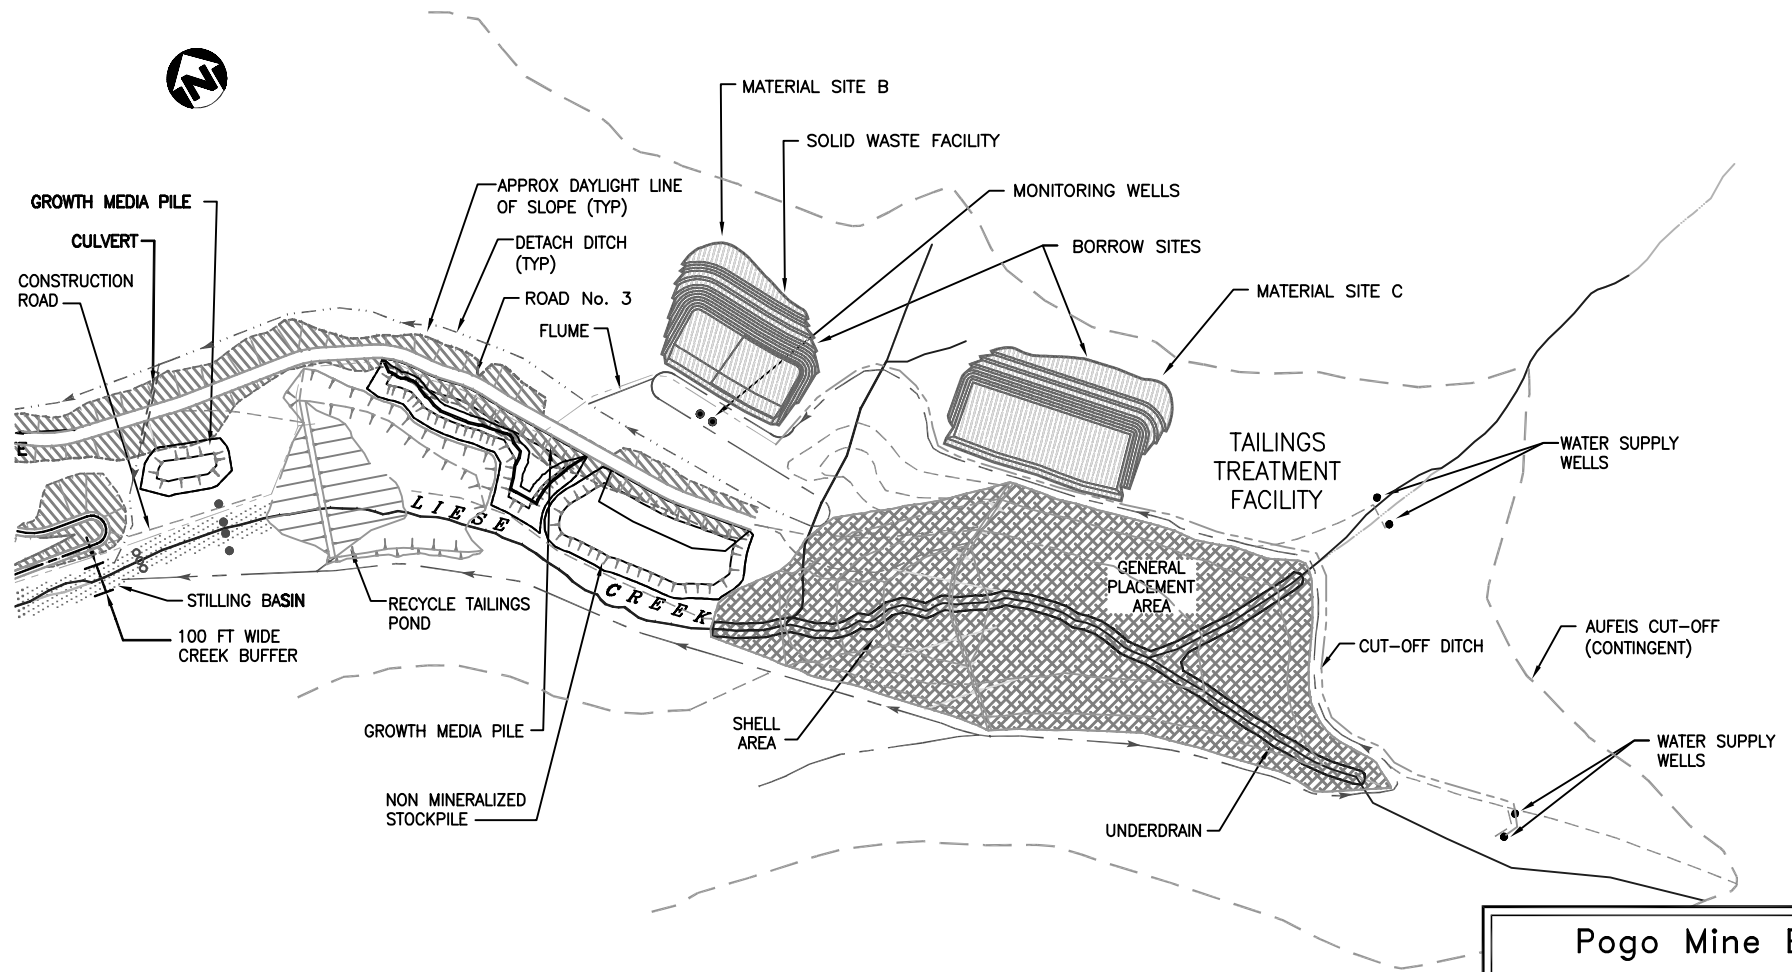 N
MATERIAL SITE B
SOLID WASTE FACILITY
MONITORING WELLS
BORROW SITES
MATERIAL SITE C
APPROX DAYLIGHT LINE
OF SLOPE (TYP)
DETACH DITCH
(TYP)
ROAD No. 3
FLUME
GROWTH MEDIA PILE
CULVERT
CONSTRUCTION
ROAD
E
LIESE
CREEK
TAILINGS
TREATMENT
FACILITY
WATER SUPPLY
WELLS
GENERAL
PLACEMENT
AREA
STILLING BASIN
100 FT WIDE
CREEK BUFFER
RECYCLE TAILINGS
POND
CUT-OFF DITCH
AUFEIS CUT-OFF
(CONTINGENT)
GROWTH MEDIA PILE
SHELL
AREA
WATER SUPPLY
WELLS
NON MINERALIZED
STOCKPILE
UNDERDRAIN
Pogo Mine E